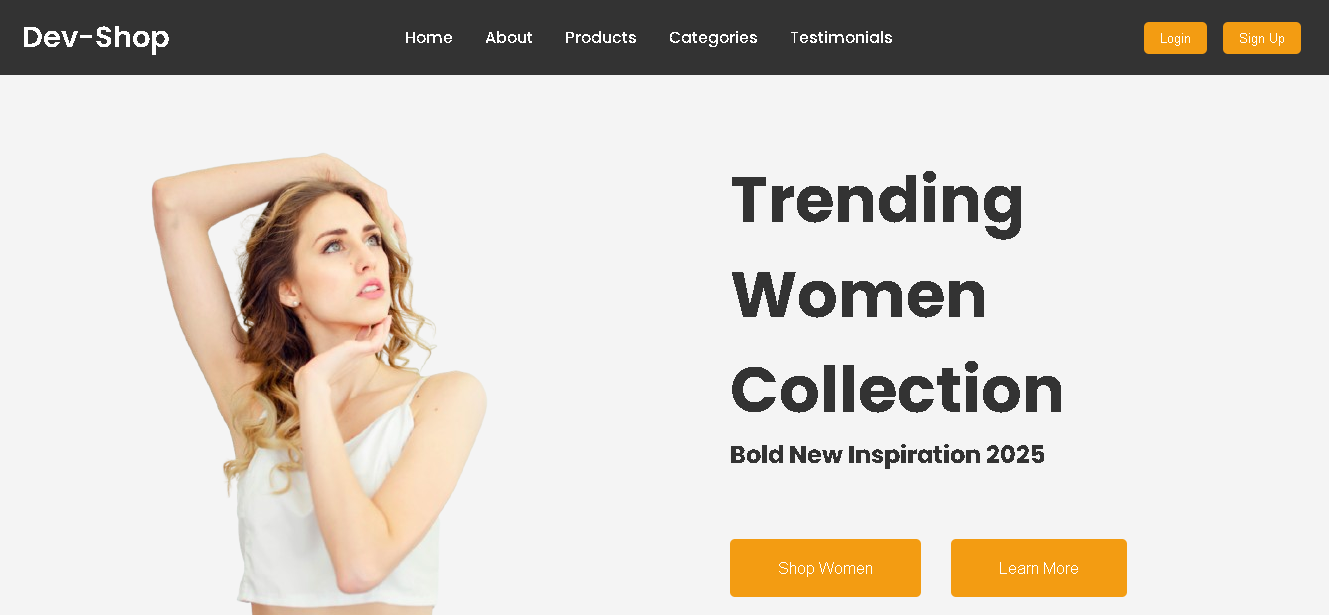 Dev-Shop Home About Products Categories Testimonials Login Sign Up
Trending
Women
Collection
Bold New Inspiration 2025
Shop Women Learn More